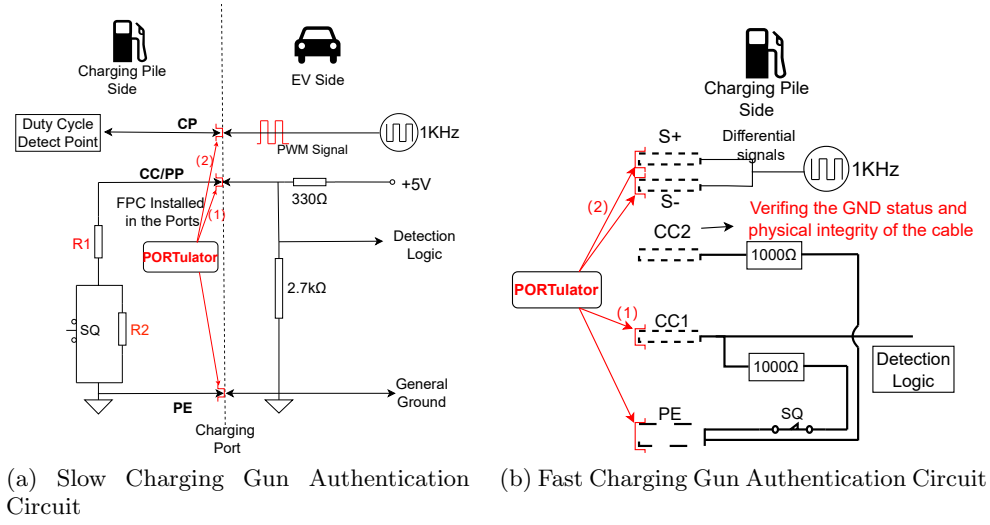 Charging Pile
Side
EV Side
Duty Cycle
Detect Point
CP
1KHz
PWM Signal
(2)
CC/PP
+5V
330Ω
FPC Installed
in the Ports
(1)
R1
PORTulator
Detection
Logic
2.7kΩ
SQ
R2
General
Ground
PE
Charging
Port
(a) Slow Charging Gun Authentication
Circuit
Charging Pile
Side
S+
Differential
signals
1KHz
(2)
S-
Verifing the GND status and
physical integrity of the cable
CC2
1000Ω
PORTulator
(1)
CC1
1000Ω
Detection
Logic
PE
SQ
(b) Fast Charging Gun Authentication Circuit